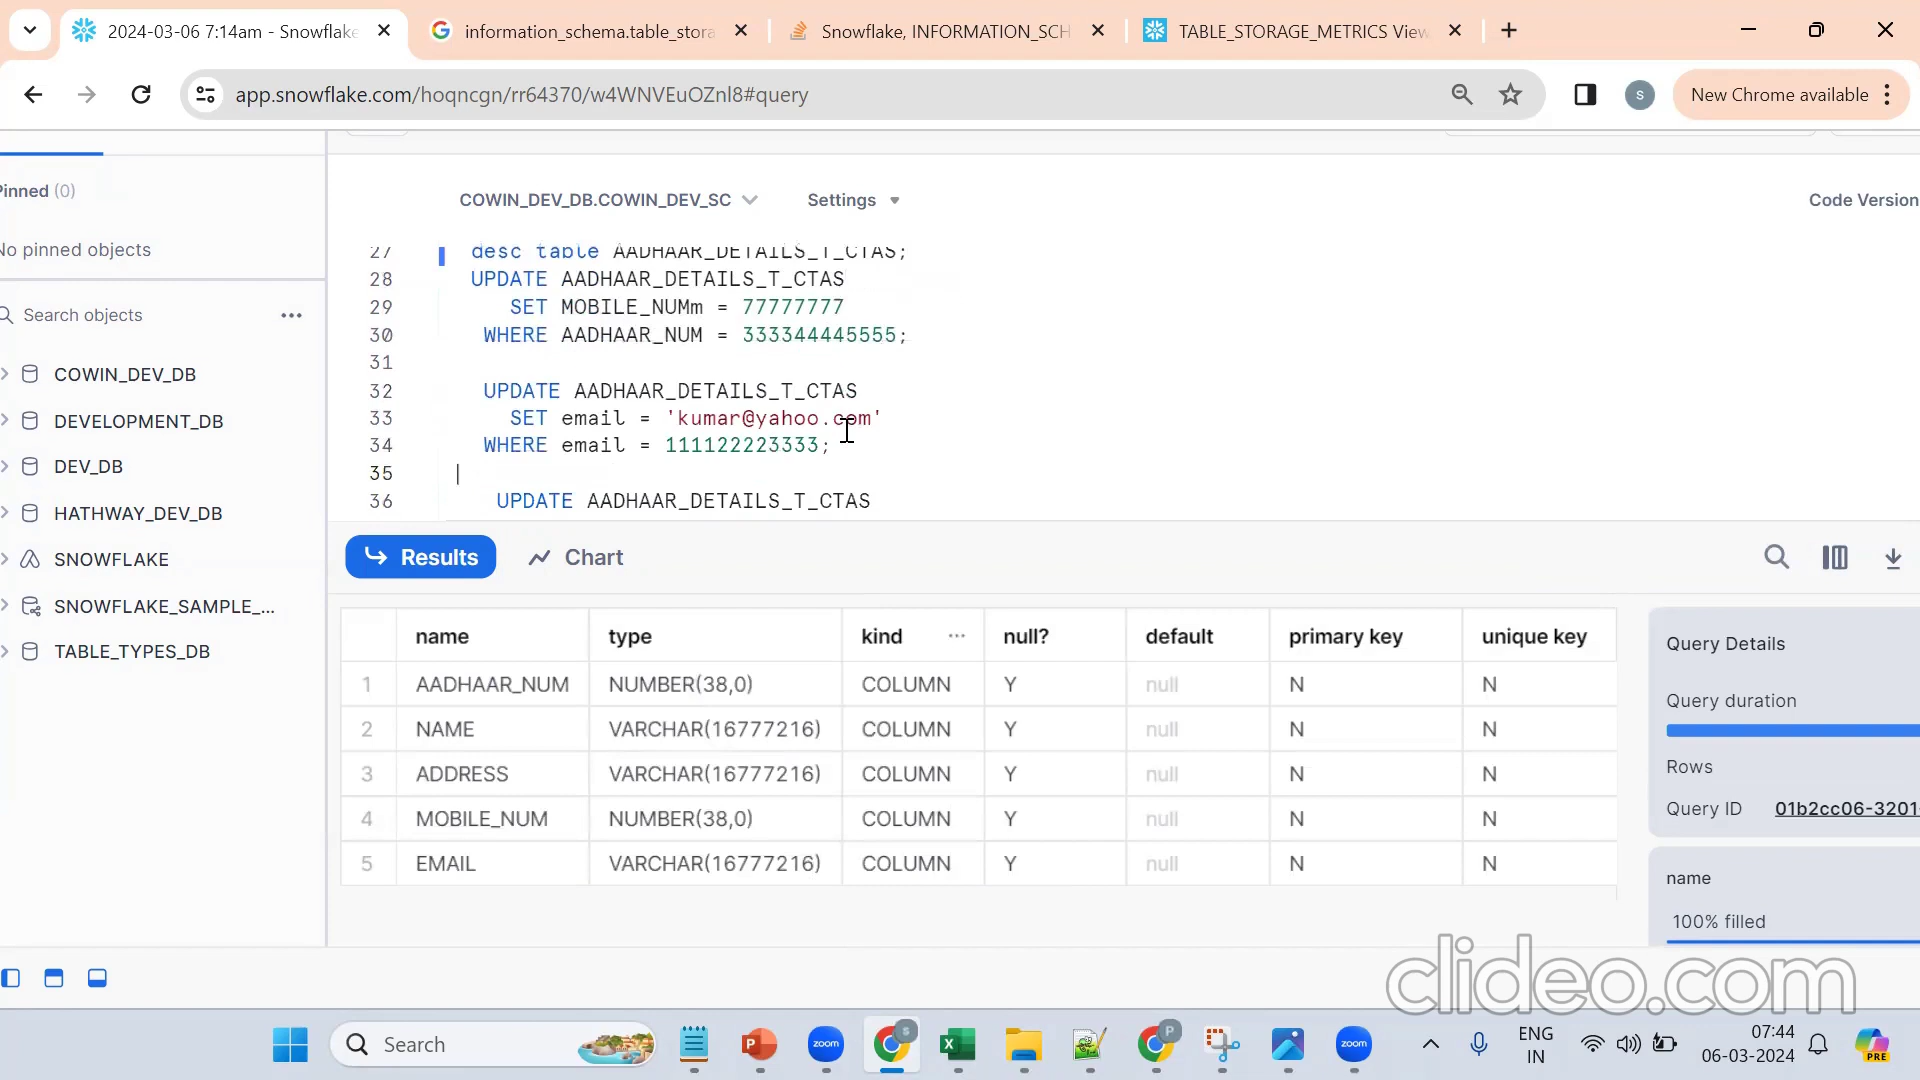 2024-03-06 7:14am - Snowflake
information_schema.table_stora
Snowflake, INFORMATION_SCH
TABLE_STORAGE_METRICS View
app.snowflake.com/hoqncgn/rr64370/w4WNVEuOZnl8#query
S
New Chrome available
Pinned (0)
No pinned objects
Search objects
COWIN_DEV_DB
DEVELOPMENT_DB
DEV_DB
HATHWAY_DEV_DB
SNOWFLAKE
SNOWFLAKE_SAMPLE_...
TABLE_TYPES_DB
COWIN_DEV_DB.COWIN_DEV_SC
Settings
Code Version
27 desc table AADHAAR_DETAILS_T_CTAS;
28 UPDATE AADHAAR_DETAILS_T_CTAS
29 SET MOBILE_NUMm = 77777777
30 WHERE AADHAAR_NUM = 333344445555;
31
32 UPDATE AADHAAR_DETAILS_T_CTAS
33 SET email = 'kumar@yahoo.com'
34 WHERE email = 111122223333;
35
36 UPDATE AADHAAR_DETAILS_T_CTAS
Results
Chart
name type kind ... null? default primary key unique key
1 AADHAAR_NUM NUMBER(38,0) COLUMN Y null N N
2 NAME VARCHAR(16777216) COLUMN Y null N N
3 ADDRESS VARCHAR(16777216) COLUMN Y null N N
4 MOBILE_NUM NUMBER(38,0) COLUMN Y null N N
5 EMAIL VARCHAR(16777216) COLUMN Y null N N
Query Details
Query duration
Rows
Query ID 01b2cc06-3201-
name
100% filled
clideo.com
Search
zoom
S
P
zoom
ENG
IN
07:44
06-03-2024
PRE